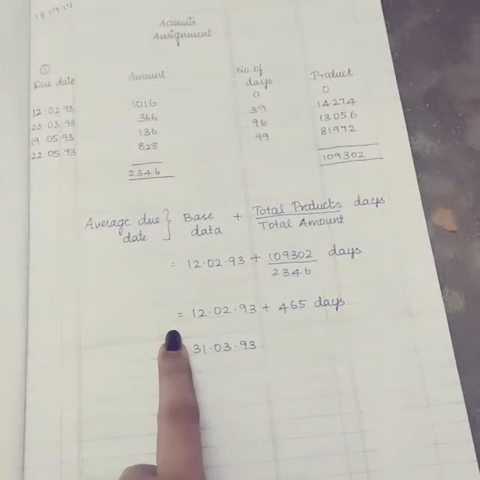 Accounts
Assignment
①
Due date Amount No. of days Product
12.02.93 1016 0 0
23.03.93 366 39 14274
19.05.93 136 96 13056
22.05.93 828 99 81972
2346 109302
Average due date } Base data + Total Products / Total Amount days
= 12.02.93 + 109302 / 2346 days
= 12.02.93 + 465 days
31.03.93.